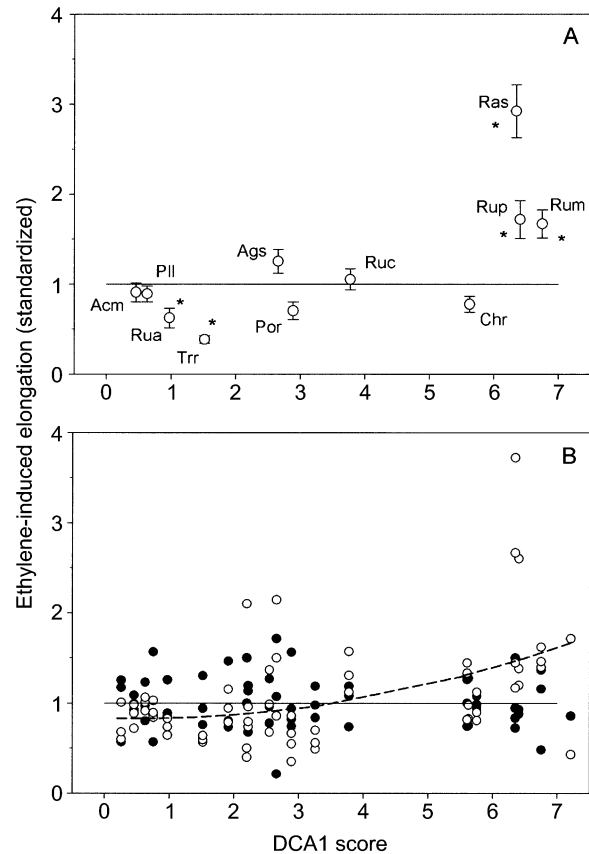 4
A
Ras
*
3
Rup
Rum
*
*
2
Ags
Ruc
Pll
1
Acm
*
Rua
*
Por
Chr
Trr
0
0 1 2 3 4 5 6 7
Ethylene-induced elongation (standardized)
4
B
3
2
1
0
0 1 2 3 4 5 6 7
DCA1 score